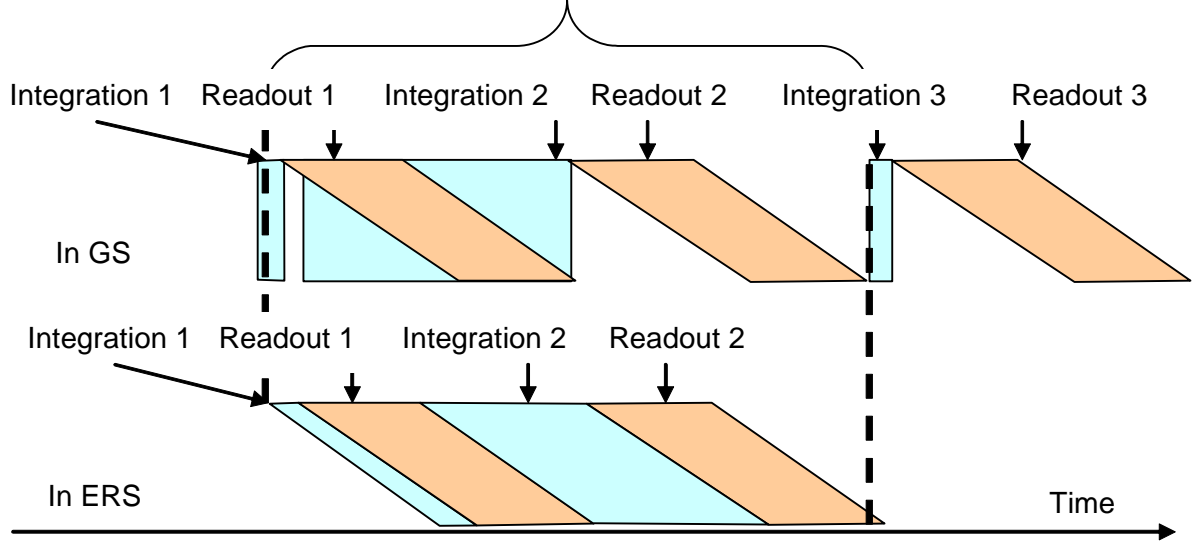 Integration 1 Readout 1 Integration 2 Readout 2 Integration 3 Readout 3
In GS
Integration 1 Readout 1 Integration 2 Readout 2
In ERS
Time